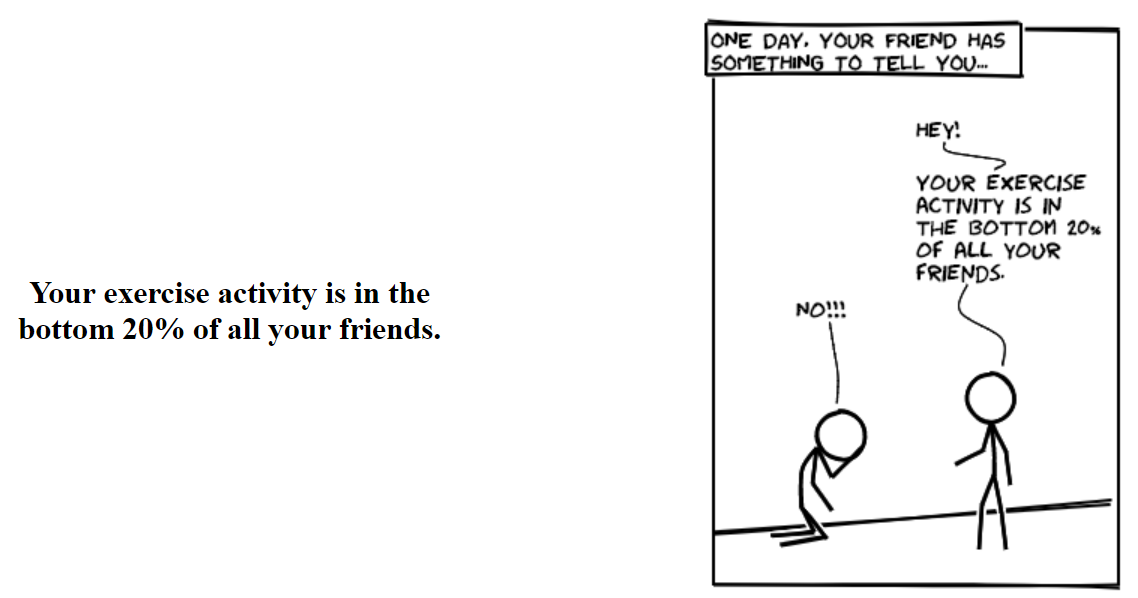 Your exercise activity is in the
bottom 20% of all your friends.
ONE DAY, YOUR FRIEND HAS
SOMETHING TO TELL YOU...
HEY!
YOUR EXERCISE
ACTIVITY IS IN
THE BOTTOM 20%
OF ALL YOUR
FRIENDS.
NO!!!